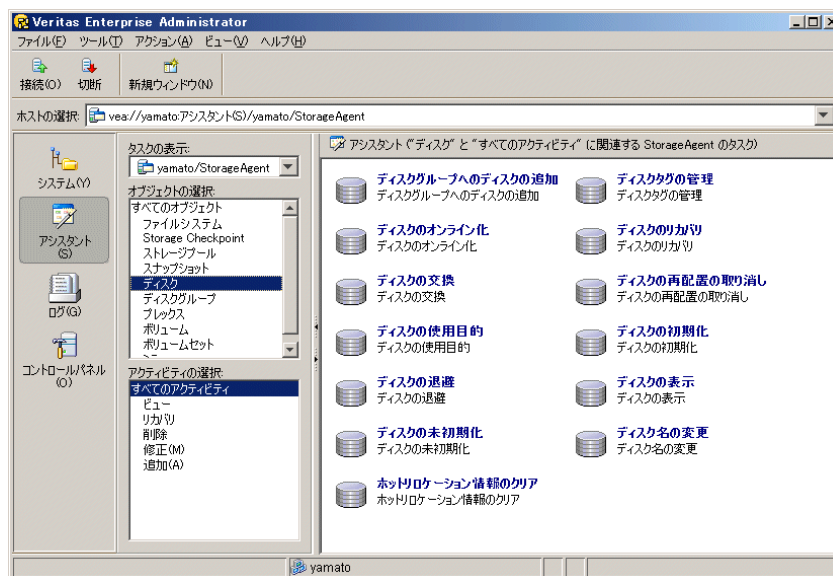 Veritas Enterprise Administrator
ファイル(F) ツール(T) アクション(A) ビュー(V) ヘルプ(H)
接続(O) 切断 新規ウィンドウ(N)
ホストの選択: vea://yamato:アシスタント(S)/yamato/StorageAgent
システム(Y)
アシスタント
(S)
ログ(G)
コントロールパネル
(O)
タスクの表示:
yamato/StorageAgent
オブジェクトの選択:
すべてのオブジェクト
ファイルシステム
Storage Checkpoint
ストレージプール
スナップショット
ディスク
ディスクグループ
プレックス
ボリューム
ボリュームセット
アクティビティの選択:
すべてのアクティビティ
ビュー
リカバリ
削除
修正(M)
追加(A)
アシスタント ("ディスク" と "すべてのアクティビティ" に関連する StorageAgent のタスク)
ディスクグループへのディスクの追加
ディスクグループへのディスクの追加
ディスクタグの管理
ディスクタグの管理
ディスクのオンライン化
ディスクのオンライン化
ディスクのリカバリ
ディスクのリカバリ
ディスクの交換
ディスクの交換
ディスクの再配置の取り消し
ディスクの再配置の取り消し
ディスクの使用目的
ディスクの使用目的
ディスクの初期化
ディスクの初期化
ディスクの退避
ディスクの退避
ディスクの表示
ディスクの表示
ディスクの未初期化
ディスクの未初期化
ディスク名の変更
ディスク名の変更
ホットリロケーション情報のクリア
ホットリロケーション情報のクリア
yamato